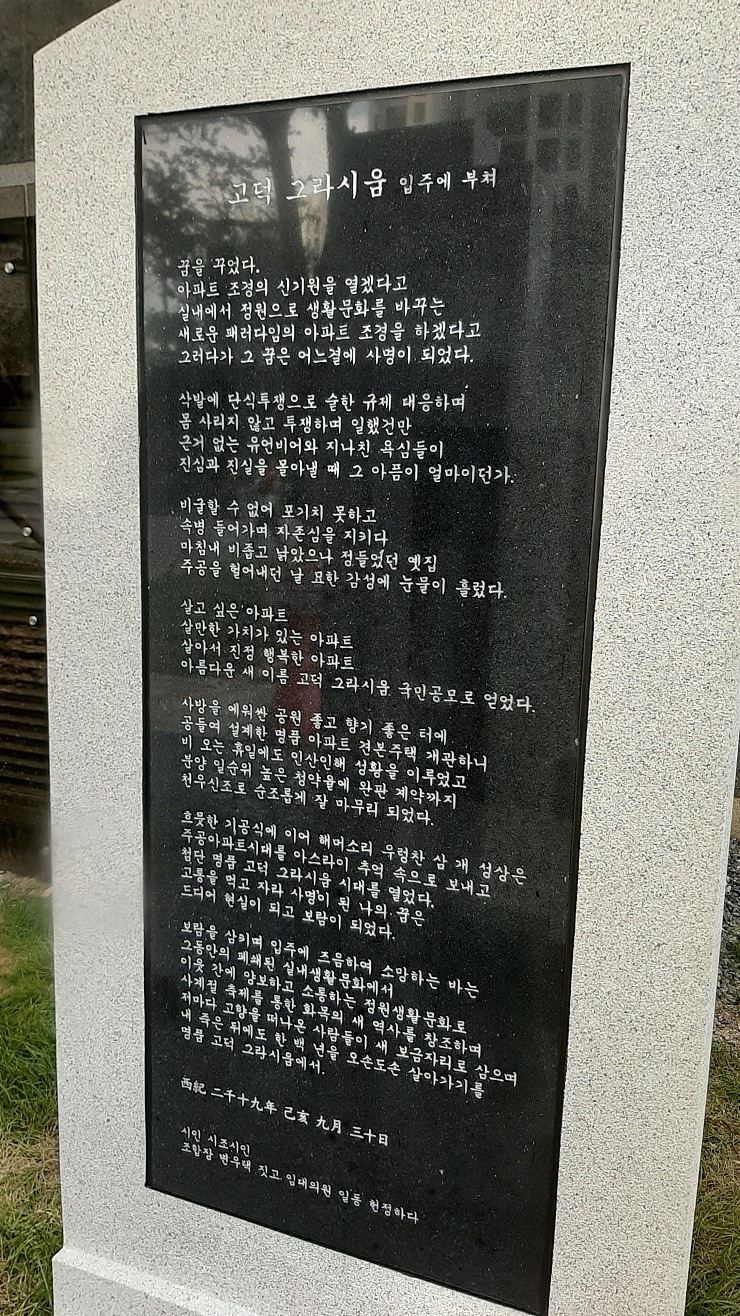 고덕 그라시움 입주에 부쳐
꿈을 꾸었다.
아파트 조경의 신기원을 열겠다고
실내에서 정원으로 생활문화를 바꾸는
새로운 패러다임의 아파트 조경을 하겠다고
그러다가 그 꿈은 어느결에 사명이 되었다.
삭발에 단식투쟁으로 숱한 규제 대응하며
몸 사리지 않고 투쟁하며 일했건만
근거 없는 유언비어와 지나친 욕심들이
진심과 진실을 몰아낼 때 그 아픔이 얼마이던가.
비굴할 수 없어 포기치 못하고
속병 들어가며 자존심을 지키다
마침내 비좁고 낡았으나 정들었던 옛집
주공을 헐어내던 날 묘한 감성에 눈물이 흘렀다.
살고 싶은 아파트
살만한 가치가 있는 아파트
살아서 진정 행복한 아파트
아름다운 새 이름 고덕 그라시움 국민공모로 얻었다.
사방을 에워싼 공원 좋고 향기 좋은 터에
공들여 설계한 명품 아파트 견본주택 개관하니
비 오는 휴일에도 인산인해 성황을 이루었고
분양 일순위 높은 청약율에 완판 계약까지
천우신조로 순조롭게 잘 마무리 되었다.
흐뭇한 기공식에 이어 해머소리 우렁찬 삼 개 성상은
주공아파트시대를 아스라이 추억 속으로 보내고
첨단 명품 고덕 그라시움 시대를 열었다.
고통을 먹고 자라 사명이 된 나의 꿈은
드디어 현실이 되고 보람이 되었다.
보람을 삼키며 입주에 즈음하여 소망하는 바는
그동안의 폐쇄된 실내생활문화에서
이웃 간에 양보하고 소통하는 정원생활문화로
사계절 축제를 통한 화목의 새 역사를 창조하며
저마다 고향을 떠나온 사람들이 새 보금자리로 삼으며
내 죽은 뒤에도 한 백 년을 오손도손 살아가기를
명품 고덕 그라시움에서.
西紀 二千十九年 己亥 九月 三十日
시인 시조시인
조합장 변우택 짓고 임대의원 일동 헌정하다